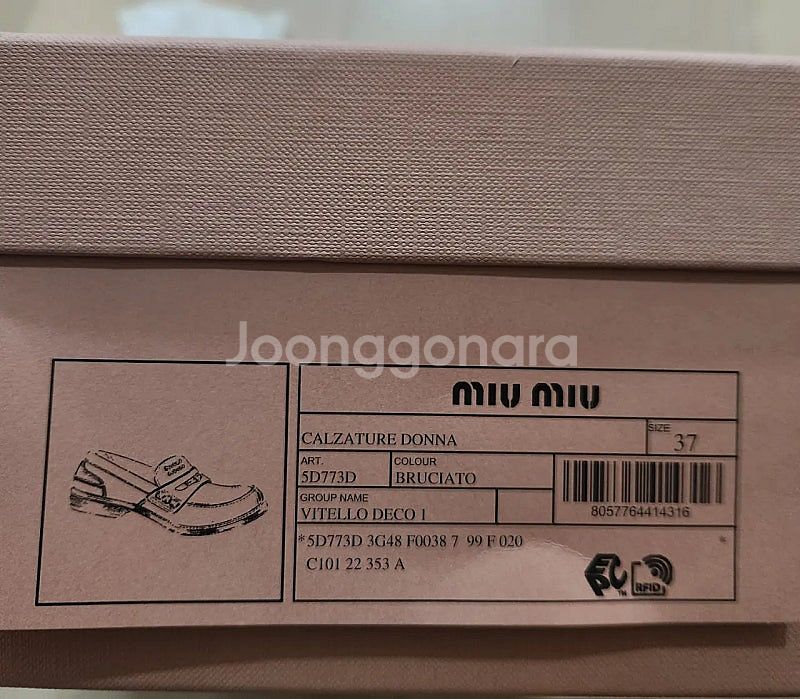 Joonggonara
miu miu
CALZATURE DONNA
SIZE
37
ART.
5D773D
COLOUR
BRUCIATO
GROUP NAME
VITELLO DECO 1
8057764414316
*5D773D 3G48 F0038 7 99 F 020 *
C101 22 353 A
EPC™
RFID